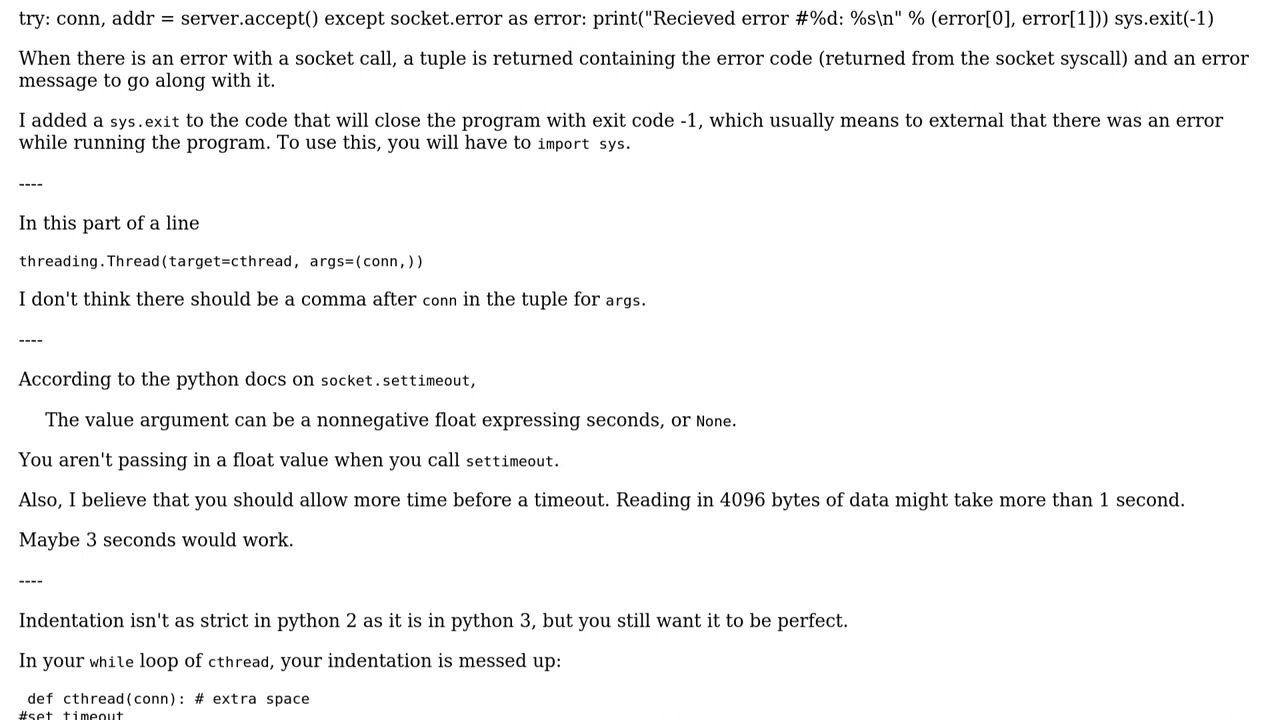 try: conn, addr = server.accept() except socket.error as error: print("Recieved error #%d: %s\n" % (error[0], error[1])) sys.exit(-1)
When there is an error with a socket call, a tuple is returned containing the error code (returned from the socket syscall) and an error
message to go along with it.
I added a sys.exit to the code that will close the program with exit code -1, which usually means to external that there was an error
while running the program. To use this, you will have to import sys.
----
In this part of a line
threading.Thread(target=cthread, args=(conn,))
I don't think there should be a comma after conn in the tuple for args.
----
According to the python docs on socket.settimeout,
The value argument can be a nonnegative float expressing seconds, or None.
You aren't passing in a float value when you call settimeout.
Also, I believe that you should allow more time before a timeout. Reading in 4096 bytes of data might take more than 1 second.
Maybe 3 seconds would work.
----
Indentation isn't as strict in python 2 as it is in python 3, but you still want it to be perfect.
In your while loop of cthread, your indentation is messed up:
def cthread(conn): # extra space
#set timeout